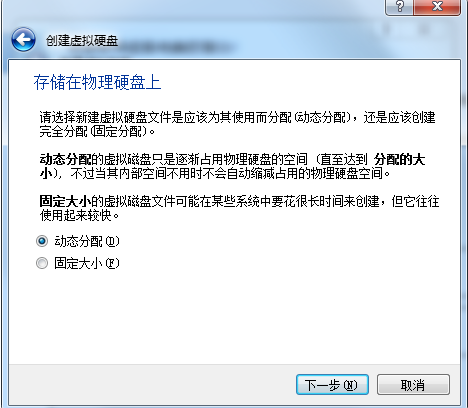 创建虚拟硬盘
存储在物理硬盘上
请选择新建虚拟硬盘文件是应该为其使用而分配(动态分配)，还是应该创建
完全分配(固定分配)。
动态分配的虚拟磁盘只是逐渐占用物理硬盘的空间 (直至达到 分配的大
小)，不过当其内部空间不用时不会自动缩减占用的物理硬盘空间。
固定大小的虚拟磁盘文件可能在某些系统中要花很长时间来创建，但它往往
使用起来较快。
动态分配(D)
固定大小(F)
下一步(N)
取消